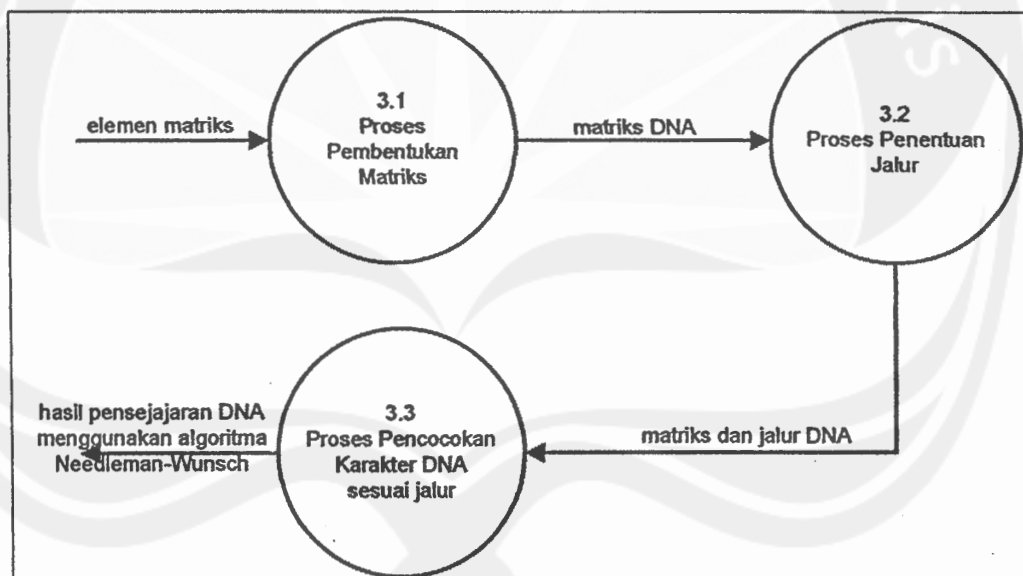 elemen matriks
3.1
Proses
Pembentukan
Matriks
matriks DNA
3.2
Proses Penentuan
Jalur
matriks dan jalur DNA
3.3
Proses Pencocokan
Karakter DNA
sesuai jalur
hasil pensejajaran DNA
menggunakan algoritma
Needleman-Wunsch